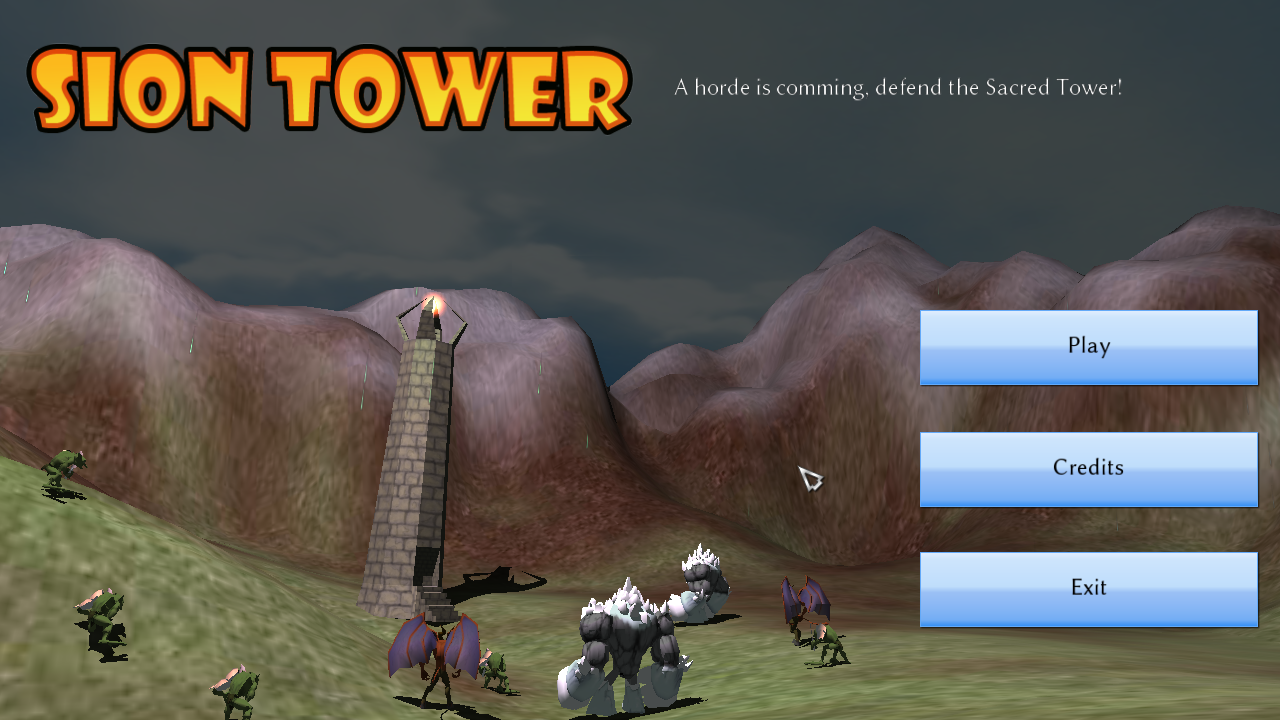 SION TOWER
A horde is comming, defend the Sacred Tower!
Play
Credits
Exit